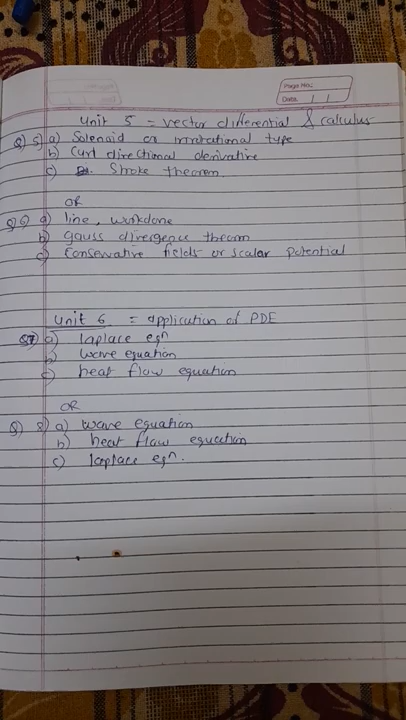 Page No.:
Date: / /
Unit 5 = vector differential & calculus
Q) 5) a) Solenoid or irrotational type
b) Curl directional derivative
c) Stroke theorem
OR
Q6) a) line, workdone
b) gauss divergence theorem
c) Conservative fields or scalar potential
Unit 6 = application of PDE
Q7) a) laplace eqn
b) wave equation
c) heat flow equation
OR
Q) 8) a) wave equation
b) heat flow equation
c) laplace eqn.